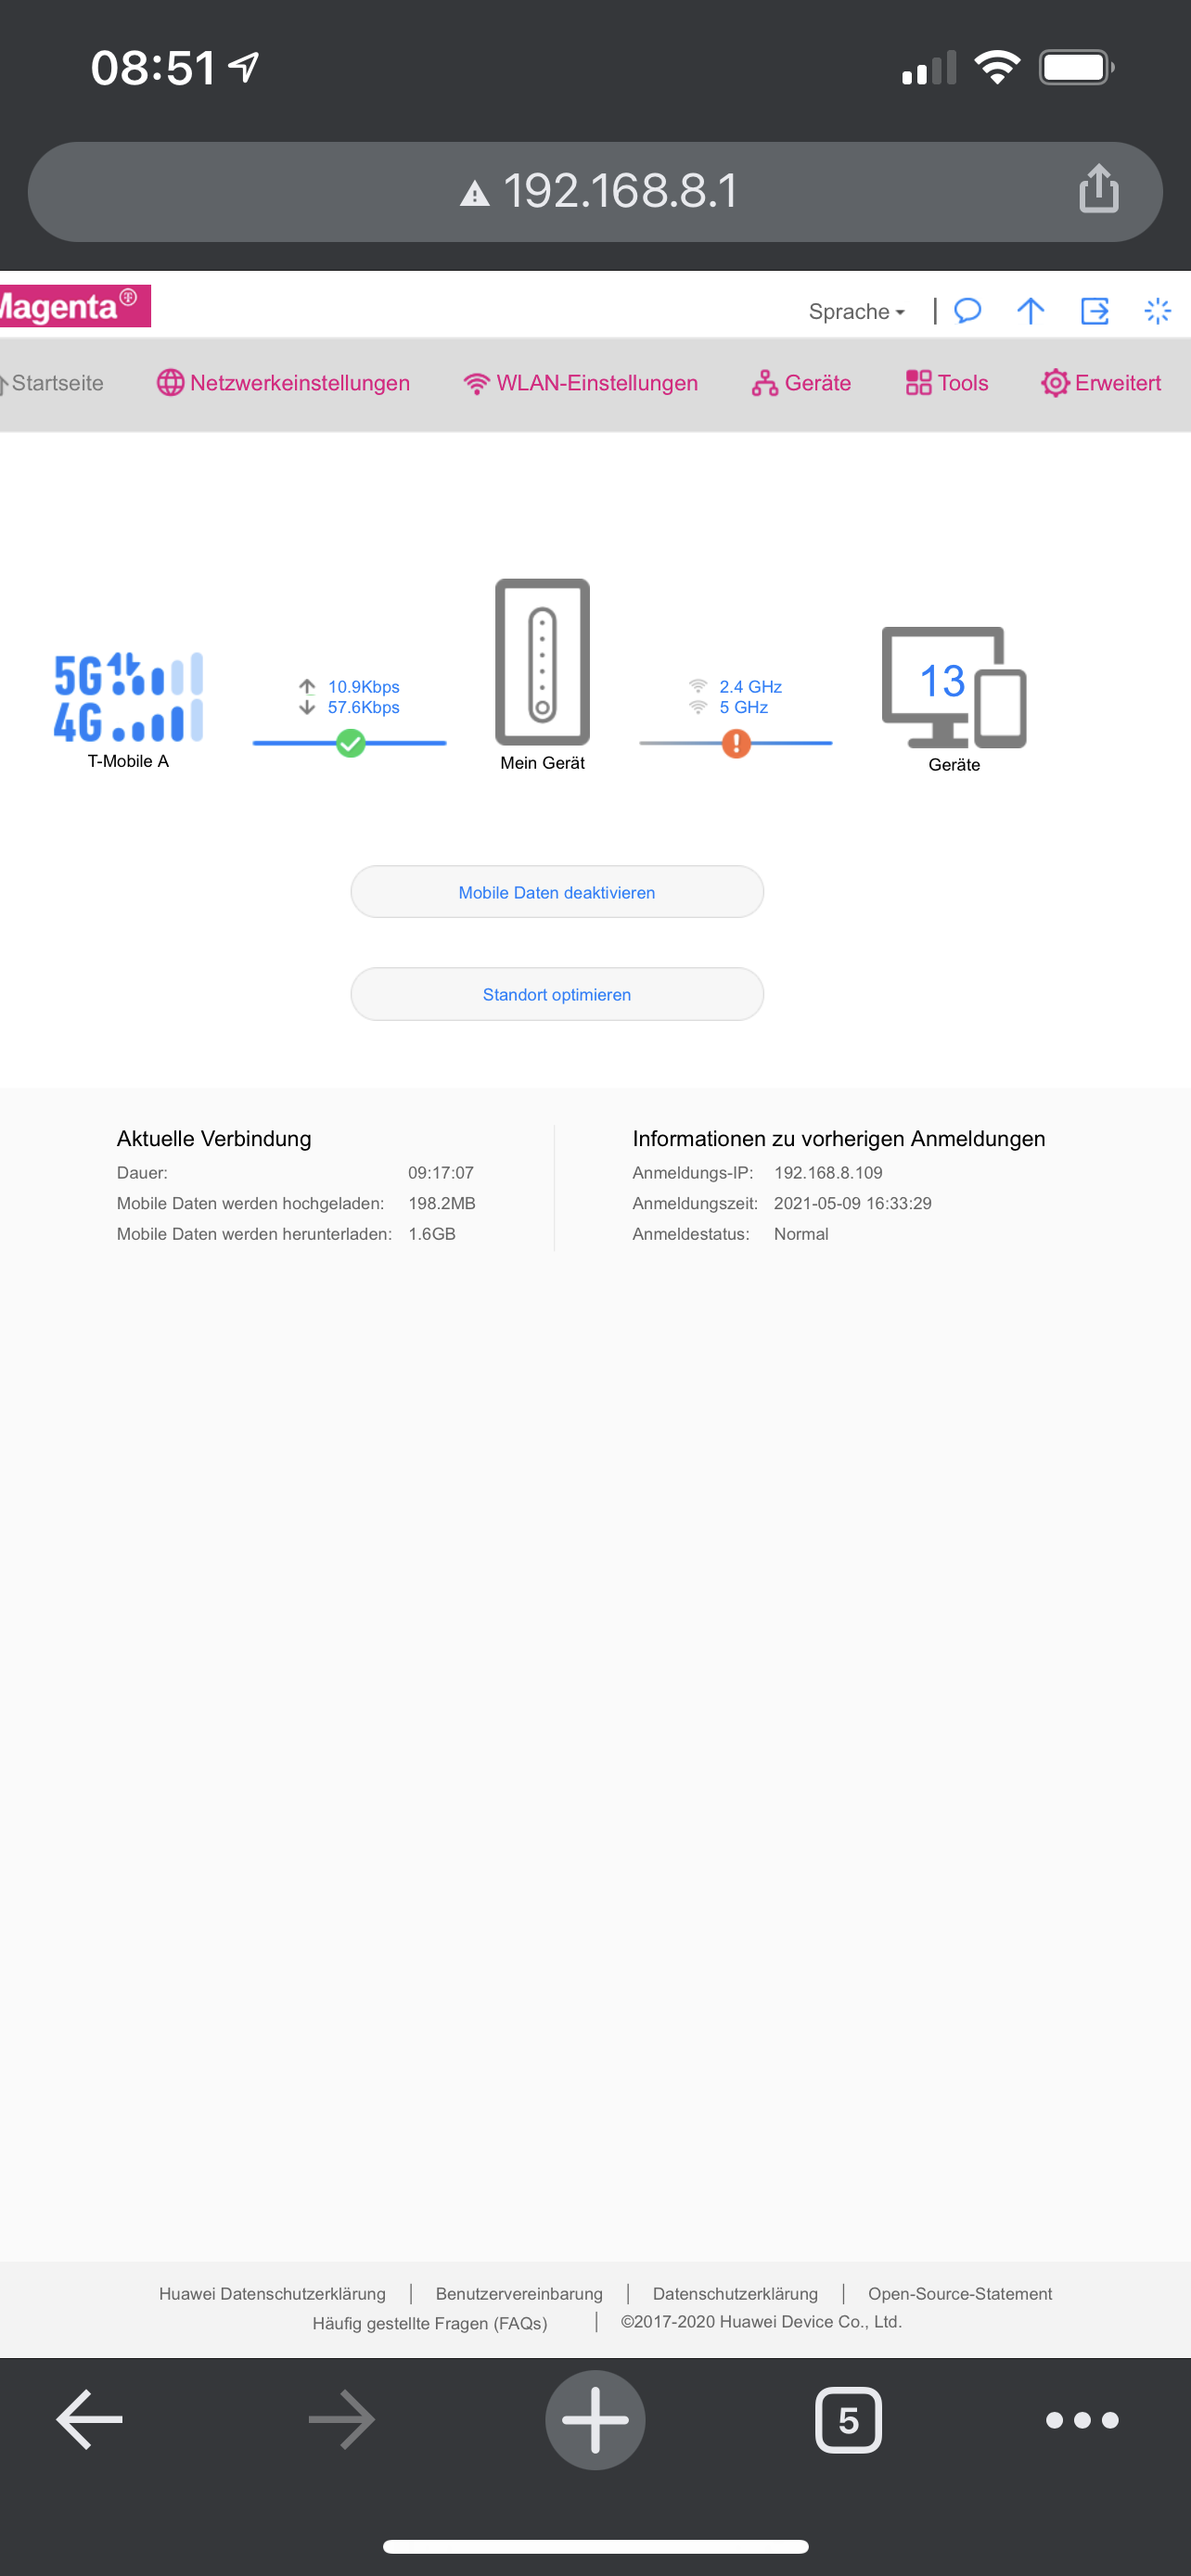 08:51
192.168.8.1
Magenta
Sprache
Startseite Netzwerkeinstellungen WLAN-Einstellungen Geräte Tools Erweitert
5G
4G
T-Mobile A
10.9Kbps
57.6Kbps
Mein Gerät
2.4 GHz
5 GHz
13
Geräte
Mobile Daten deaktivieren
Standort optimieren
Aktuelle Verbindung
Dauer: 09:17:07
Mobile Daten werden hochgeladen: 198.2MB
Mobile Daten werden herunterladen: 1.6GB
Informationen zu vorherigen Anmeldungen
Anmeldungs-IP: 192.168.8.109
Anmeldungszeit: 2021-05-09 16:33:29
Anmeldestatus: Normal
Huawei Datenschutzerklärung | Benutzervereinbarung | Datenschutzerklärung | Open-Source-Statement
Häufig gestellte Fragen (FAQs) | ©2017-2020 Huawei Device Co., Ltd.
5